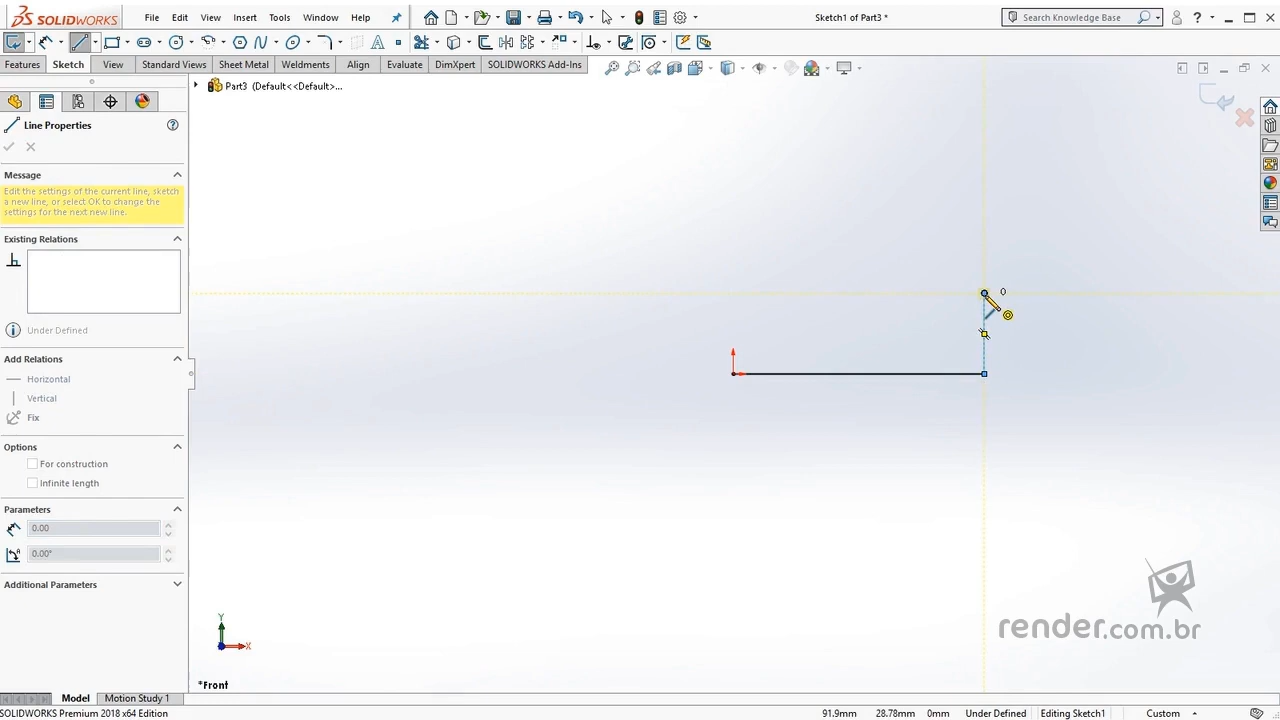 SOLIDWORKS
File Edit View Insert Tools Window Help
Sketch1 of Part3 *
Search Knowledge Base
?
Features Sketch View Standard Views Sheet Metal Weldments Align Evaluate DimXpert SOLIDWORKS Add-Ins
Part3 (Default<<Default>...
Line Properties
?
Message
Edit the settings of the current line, sketch
a new line, or select OK to change the
settings for the next new line.
Existing Relations
Under Defined
Add Relations
Horizontal
Vertical
Fix
Options
For construction
Infinite length
Parameters
0.00
0.00°
Additional Parameters
0
Y
X
*Front
render.com.br
Model Motion Study 1
SOLIDWORKS Premium 2018 x64 Edition
91.9mm 28.78mm 0mm Under Defined Editing Sketch1 Custom